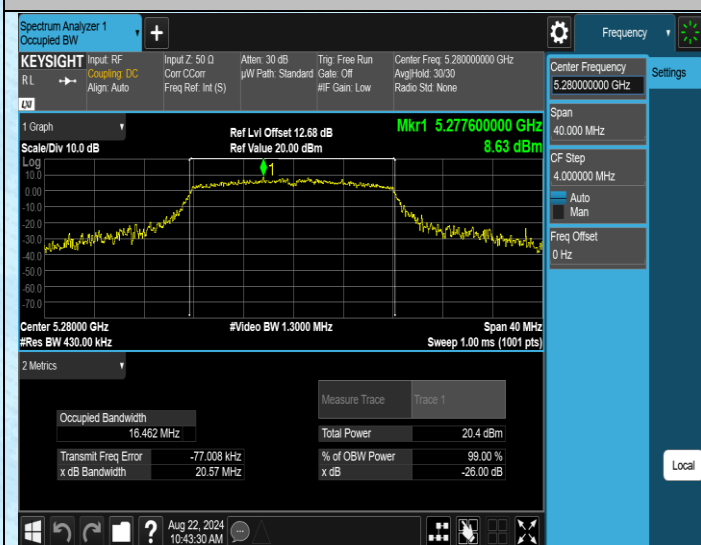 Spectrum Analyzer 1
Occupied BW
+
Frequency
KEYSIGHT
RL
LXI
Input: RF
Coupling: DC
Align: Auto
Input Z: 50 Ω
Corr CCorr
Freq Ref: Int (S)
Atten: 30 dB
µW Path: Standard
Trig: Free Run
Gate: Off
#IF Gain: Low
Center Freq: 5.280000000 GHz
Avg|Hold: 30/30
Radio Std: None
Center Frequency
5.280000000 GHz
Settings
Span
40.000 MHz
CF Step
4.000000 MHz
Auto
Man
Freq Offset
0 Hz
Local
1 Graph
Scale/Div 10.0 dB
Ref Lvl Offset 12.68 dB
Ref Value 20.00 dBm
Mkr1 5.277600000 GHz
8.63 dBm
Log
10.0
0.00
-10.0
-20.0
-30.0
-40.0
-50.0
-60.0
-70.0
1
Center 5.28000 GHz
#Video BW 1.3000 MHz
Span 40 MHz
#Res BW 430.00 kHz
Sweep 1.00 ms (1001 pts)
2 Metrics
Measure Trace
Trace 1
Occupied Bandwidth
16.462 MHz
Total Power
20.4 dBm
Transmit Freq Error
-77.008 kHz
% of OBW Power
99.00 %
x dB Bandwidth
20.57 MHz
x dB
-26.00 dB
?
Aug 22, 2024
10:43:30 AM